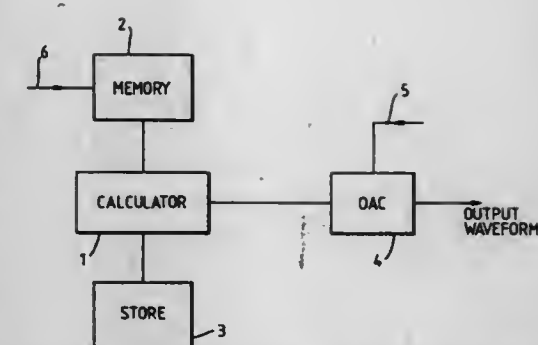 2
6
MEMORY
5
CALCULATOR
DAC
OUTPUT
WAVEFORM
1
4
STORE
3